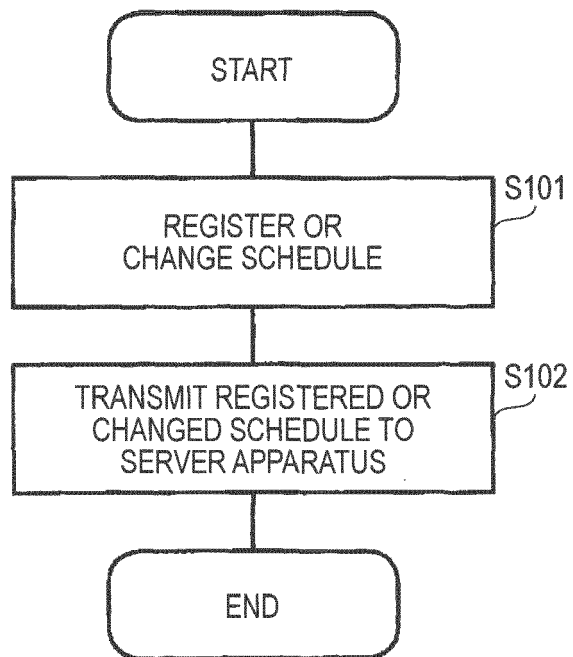 START
S101
REGISTER OR
CHANGE SCHEDULE
S102
TRANSMIT REGISTERED OR
CHANGED SCHEDULE TO
SERVER APPARATUS
END